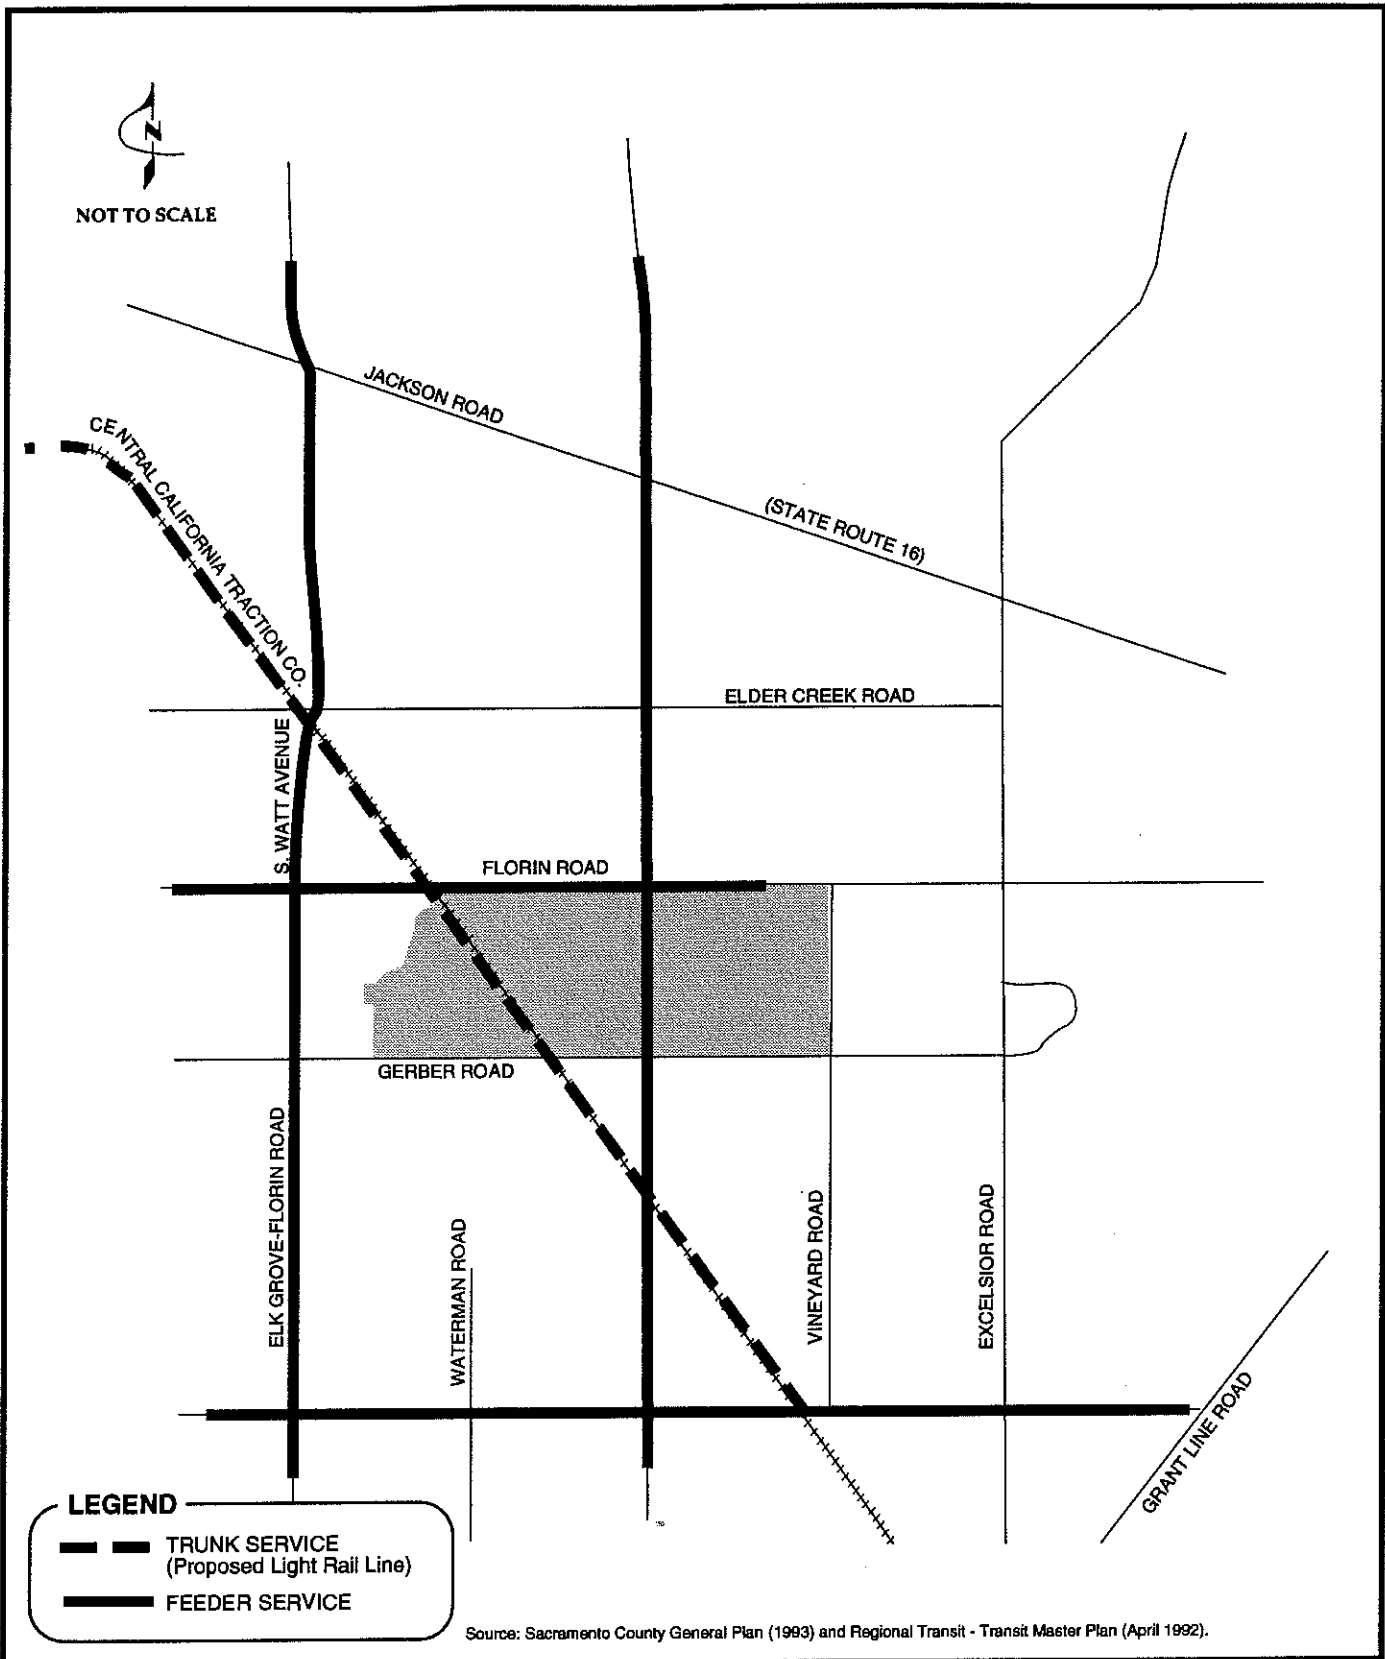 N
NOT TO SCALE
JACKSON ROAD
CENTRAL CALIFORNIA TRACTION CO.
(STATE ROUTE 16)
ELDER CREEK ROAD
S. WATT AVENUE
FLORIN ROAD
GERBER ROAD
ELK GROVE-FLORIN ROAD
WATERMAN ROAD
VINEYARD ROAD
EXCELSIOR ROAD
GRANT LINE ROAD
LEGEND
TRUNK SERVICE
(Proposed Light Rail Line)
FEEDER SERVICE
Source: Sacramento County General Plan (1993) and Regional Transit - Transit Master Plan (April 1992).